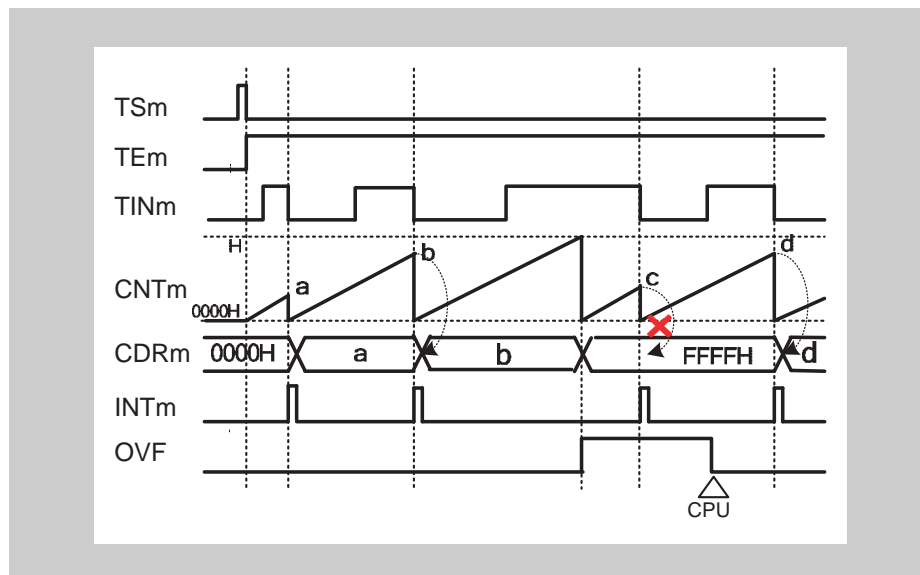 TSm
TEm
TINm
H
a
b
c
d
CNTm
0000H
CDRm
0000H
a
b
FFFFH
d
INTm
OVF
CPU